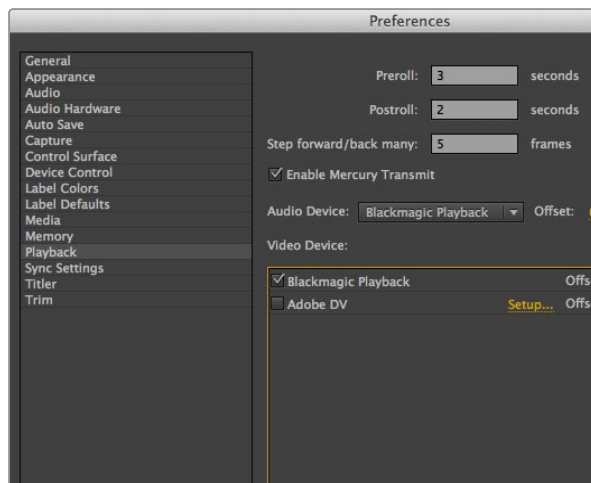 Preferences
General
Appearance
Audio
Audio Hardware
Auto Save
Capture
Control Surface
Device Control
Label Colors
Label Defaults
Media
Memory
Playback
Sync Settings
Titler
Trim
Preroll: 3 seconds
Postroll: 2 seconds
Step forward/back many: 5 frames
Enable Mercury Transmit
Audio Device: Blackmagic Playback Offset:
Video Device:
Blackmagic Playback Offs
Adobe DV Setup... Offs